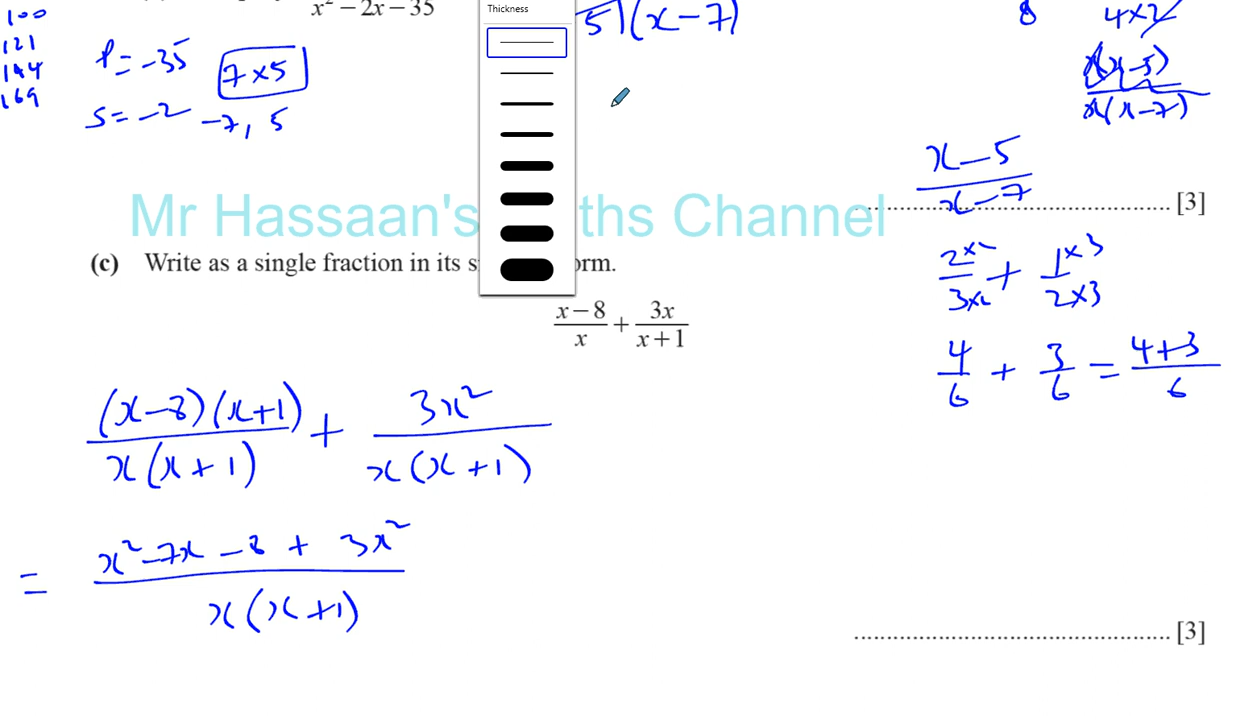 100
121
144
169
x² − 2x − 35
P = -35
7 × 5
S = -2
-7, 5
Thickness
5)(x − 7)
8
4×2
x(x−5)
x(x−7)
x − 5
x − 7
[3]
Mr Hassaan's ths Channel
(c) Write as a single fraction in its s orm.
x − 8 / x + 3x / x + 1
2×2 / 3×2 + 1×3 / 2×3
4/6 + 3/6 = 4+3 / 6
(x−8)(x+1) / x(x+1) + 3x² / x(x+1)
= x² − 7x − 8 + 3x² / x(x+1)
[3]